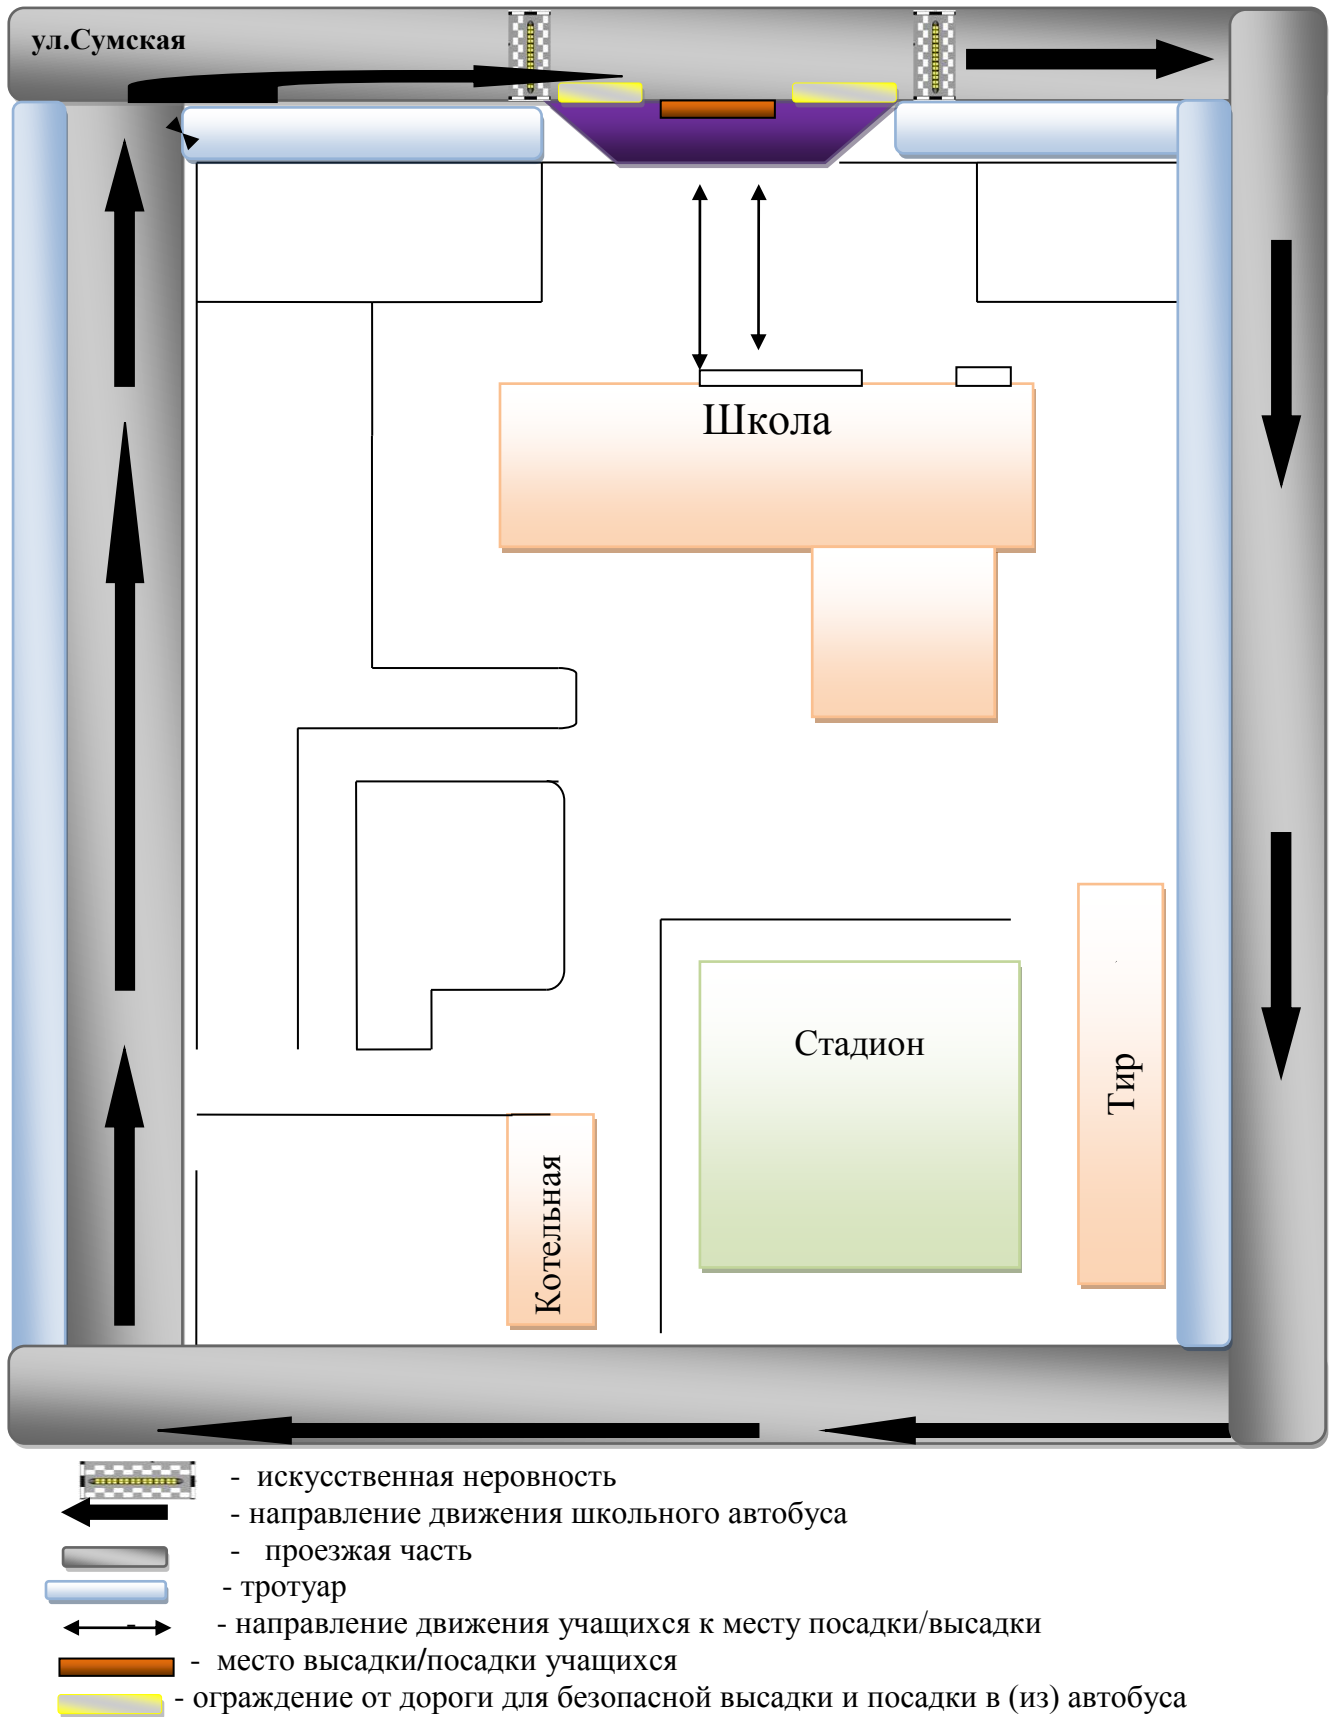 ул.Сумская
Школа
Стадион
Тир
Котельная
- искусственная неровность
- направление движения школьного автобуса
- проезжая часть
- тротуар
- направление движения учащихся к месту посадки/высадки
- место высадки/посадки учащихся
- ограждение от дороги для безопасной высадки и посадки в (из) автобуса